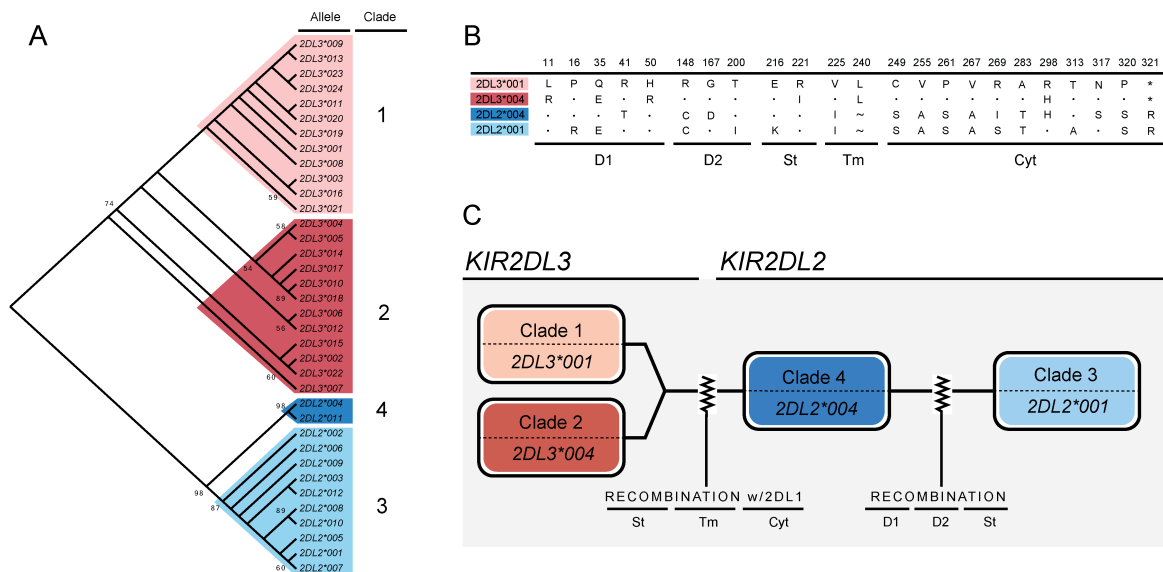 A
Allele Clade
2DL3*009
2DL3*013
2DL3*023
2DL3*024
2DL3*011
2DL3*020
2DL3*019
2DL3*001
2DL3*008
2DL3*003
2DL3*016
2DL3*021
1
59
74
2DL3*004
2DL3*005
2DL3*014
2DL3*017
2DL3*010
2DL3*018
2DL3*006
2DL3*012
2DL3*015
2DL3*002
2DL3*022
2DL3*007
2
58
54
89
56
60
2DL2*004
2DL2*011
4
98
2DL2*002
2DL2*006
2DL2*009
2DL2*003
2DL2*012
2DL2*008
2DL2*010
2DL2*005
2DL2*001
2DL2*007
3
98
87
89
60
B
11 16 35 41 50 148 167 200 216 221 225 240 249 255 261 267 269 283 298 313 317 320 321
2DL3*001 L P Q R H R G T E R V L C V P V R A R T N P *
2DL3*004 R · E · R · · · · I · L · · · · · · H · · · *
2DL2*004 · · · T · C D · · · I ~ S A S A I T H · S S R
2DL2*001 · R E · · C · I K · I ~ S A S A S T · A · S R
D1 D2 St Tm Cyt
C
KIR2DL3 KIR2DL2
Clade 1
2DL3*001
Clade 2
2DL3*004
Clade 4
2DL2*004
Clade 3
2DL2*001
RECOMBINATION w/2DL1
St Tm Cyt
RECOMBINATION
D1 D2 St